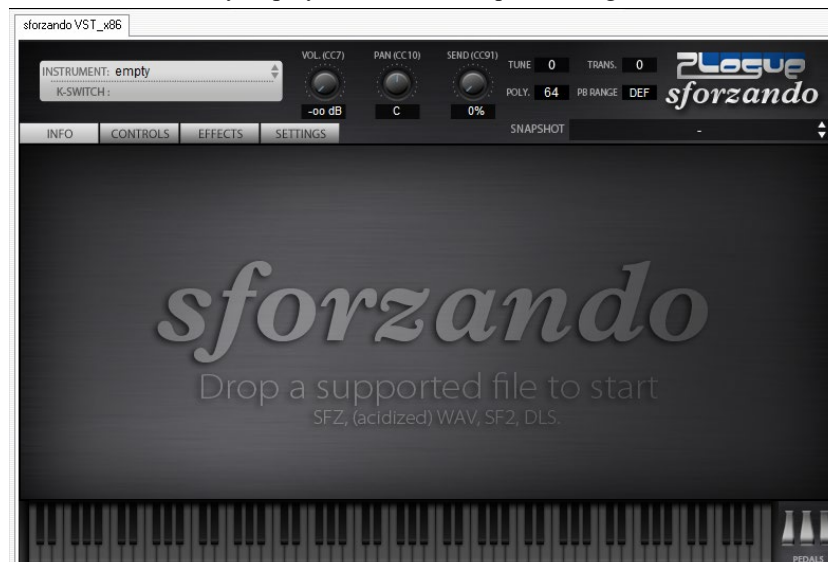 sforzando VST_x86
INSTRUMENT: empty
K-SWITCH :
VOL. (CC7)
-oo dB
PAN (CC10)
C
SEND (CC91)
0%
TUNE 0
TRANS. 0
POLY. 64
PB RANGE DEF
PLOGUE
sforzando
INFO CONTROLS EFFECTS SETTINGS
SNAPSHOT -
sforzando
Drop a supported file to start
SFZ, (acidized) WAV, SF2, DLS.
PEDALS